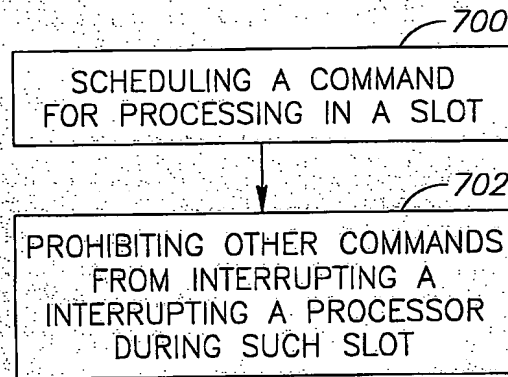 700
SCHEDULING A COMMAND
FOR PROCESSING IN A SLOT
702
PROHIBITING OTHER COMMANDS
FROM INTERRUPTING A
INTERRUPTING A PROCESSOR
DURING SUCH SLOT